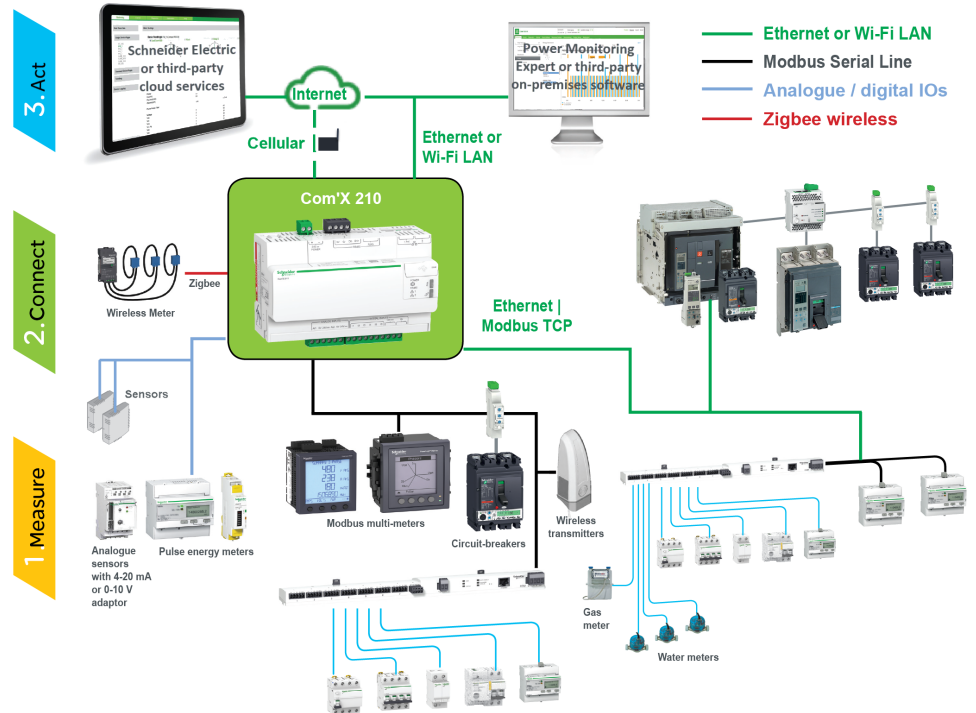 3. Act
Schneider Electric
or third-party
cloud services
Internet
Power Monitoring
Expert or third-party
on-premises software
Ethernet or Wi-Fi LAN
Modbus Serial Line
Analogue / digital IOs
Zigbee wireless
Cellular
Ethernet or
Wi-Fi LAN
2. Connect
Com'X 210
Zigbee
Wireless Meter
Ethernet |
Modbus TCP
Sensors
1 Measure
Analogue
sensors
with 4-20 mA
or 0-10 V
adaptor
Pulse energy meters
Modbus multi-meters
Circuit-breakers
Wireless
transmitters
Gas
meter
Water meters